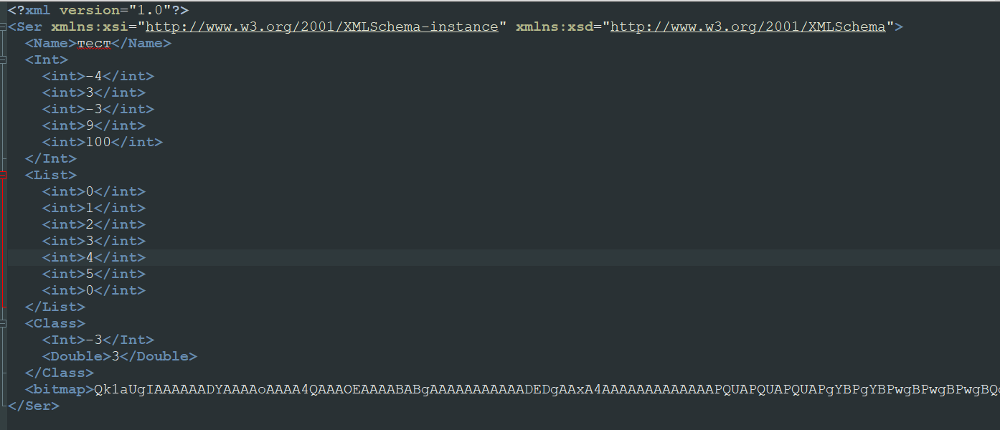 <?xml version="1.0"?>
<Ser xmlns:xsi="http://www.w3.org/2001/XMLSchema-instance" xmlns:xsd="http://www.w3.org/2001/XMLSchema">
<Name>тест</Name>
<Int>
<int>-4</int>
<int>3</int>
<int>-3</int>
<int>9</int>
<int>100</int>
</Int>
<List>
<int>0</int>
<int>1</int>
<int>2</int>
<int>3</int>
<int>4</int>
<int>5</int>
<int>0</int>
</List>
<Class>
<Int>-3</Int>
<Double>3</Double>
</Class>
<bitmap>Qk1aUgIAAAAAADYAAAAoAAAA4QAAAOEAAAABABgAAAAAAAAAAADEDgAAxA4AAAAAAAAAAAAAPQUAPQUAPQUAPgYBPgYBPwgBPwgBPwgBQ
</Ser>